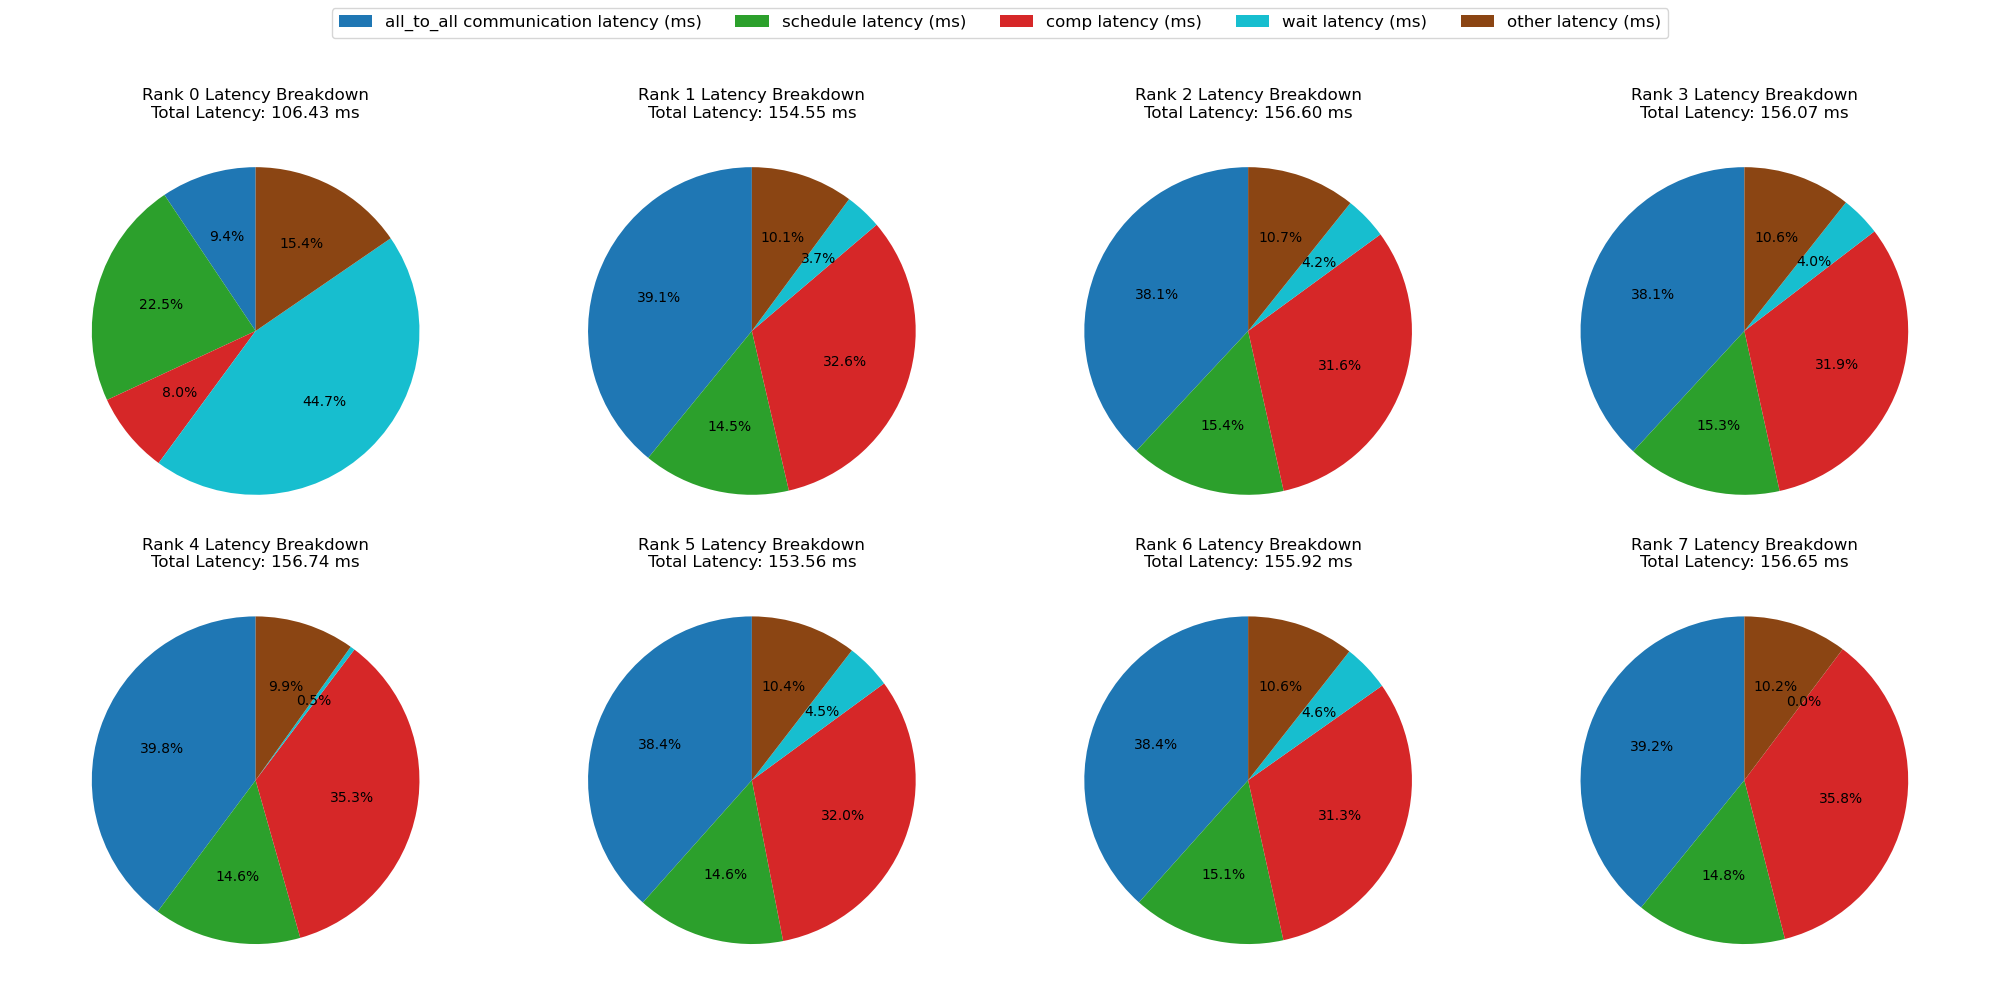 all_to_all communication latency (ms) schedule latency (ms) comp latency (ms) wait latency (ms) other latency (ms)
Rank 0 Latency Breakdown
Total Latency: 106.43 ms
9.4%
15.4%
22.5%
8.0%
44.7%
Rank 1 Latency Breakdown
Total Latency: 154.55 ms
10.1%
3.7%
39.1%
32.6%
14.5%
Rank 2 Latency Breakdown
Total Latency: 156.60 ms
10.7%
4.2%
38.1%
31.6%
15.4%
Rank 3 Latency Breakdown
Total Latency: 156.07 ms
10.6%
4.0%
38.1%
31.9%
15.3%
Rank 4 Latency Breakdown
Total Latency: 156.74 ms
9.9%
0.5%
39.8%
35.3%
14.6%
Rank 5 Latency Breakdown
Total Latency: 153.56 ms
10.4%
4.5%
38.4%
32.0%
14.6%
Rank 6 Latency Breakdown
Total Latency: 155.92 ms
10.6%
4.6%
38.4%
31.3%
15.1%
Rank 7 Latency Breakdown
Total Latency: 156.65 ms
10.2%
0.0%
39.2%
35.8%
14.8%